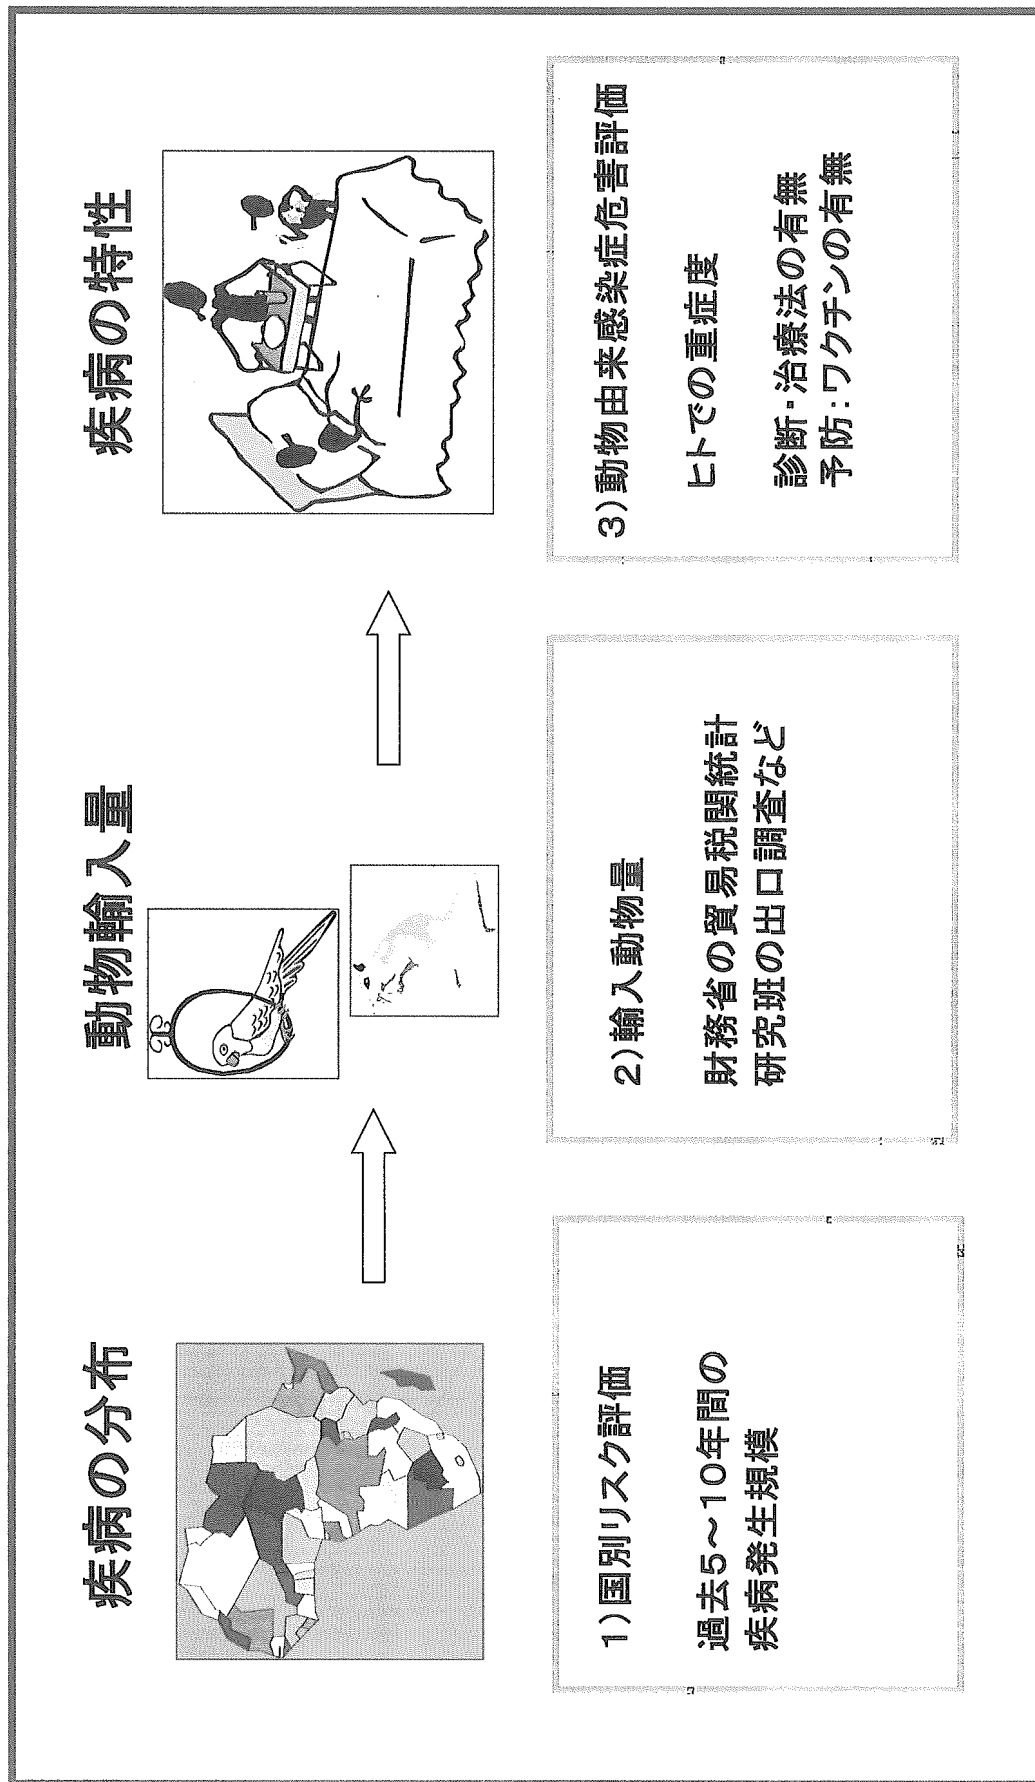 疾病の分布
動物輸入量
疾病の特性
1)国別リスク評価
過去5～10年間の
疾病発生規模
2)輸入動物量
財務省の貿易税関統計
研究班の出口調査など
3)動物由来感染症危害評価
ヒトでの重症度
診断・治療法の有無
予防:ワクチンの有無